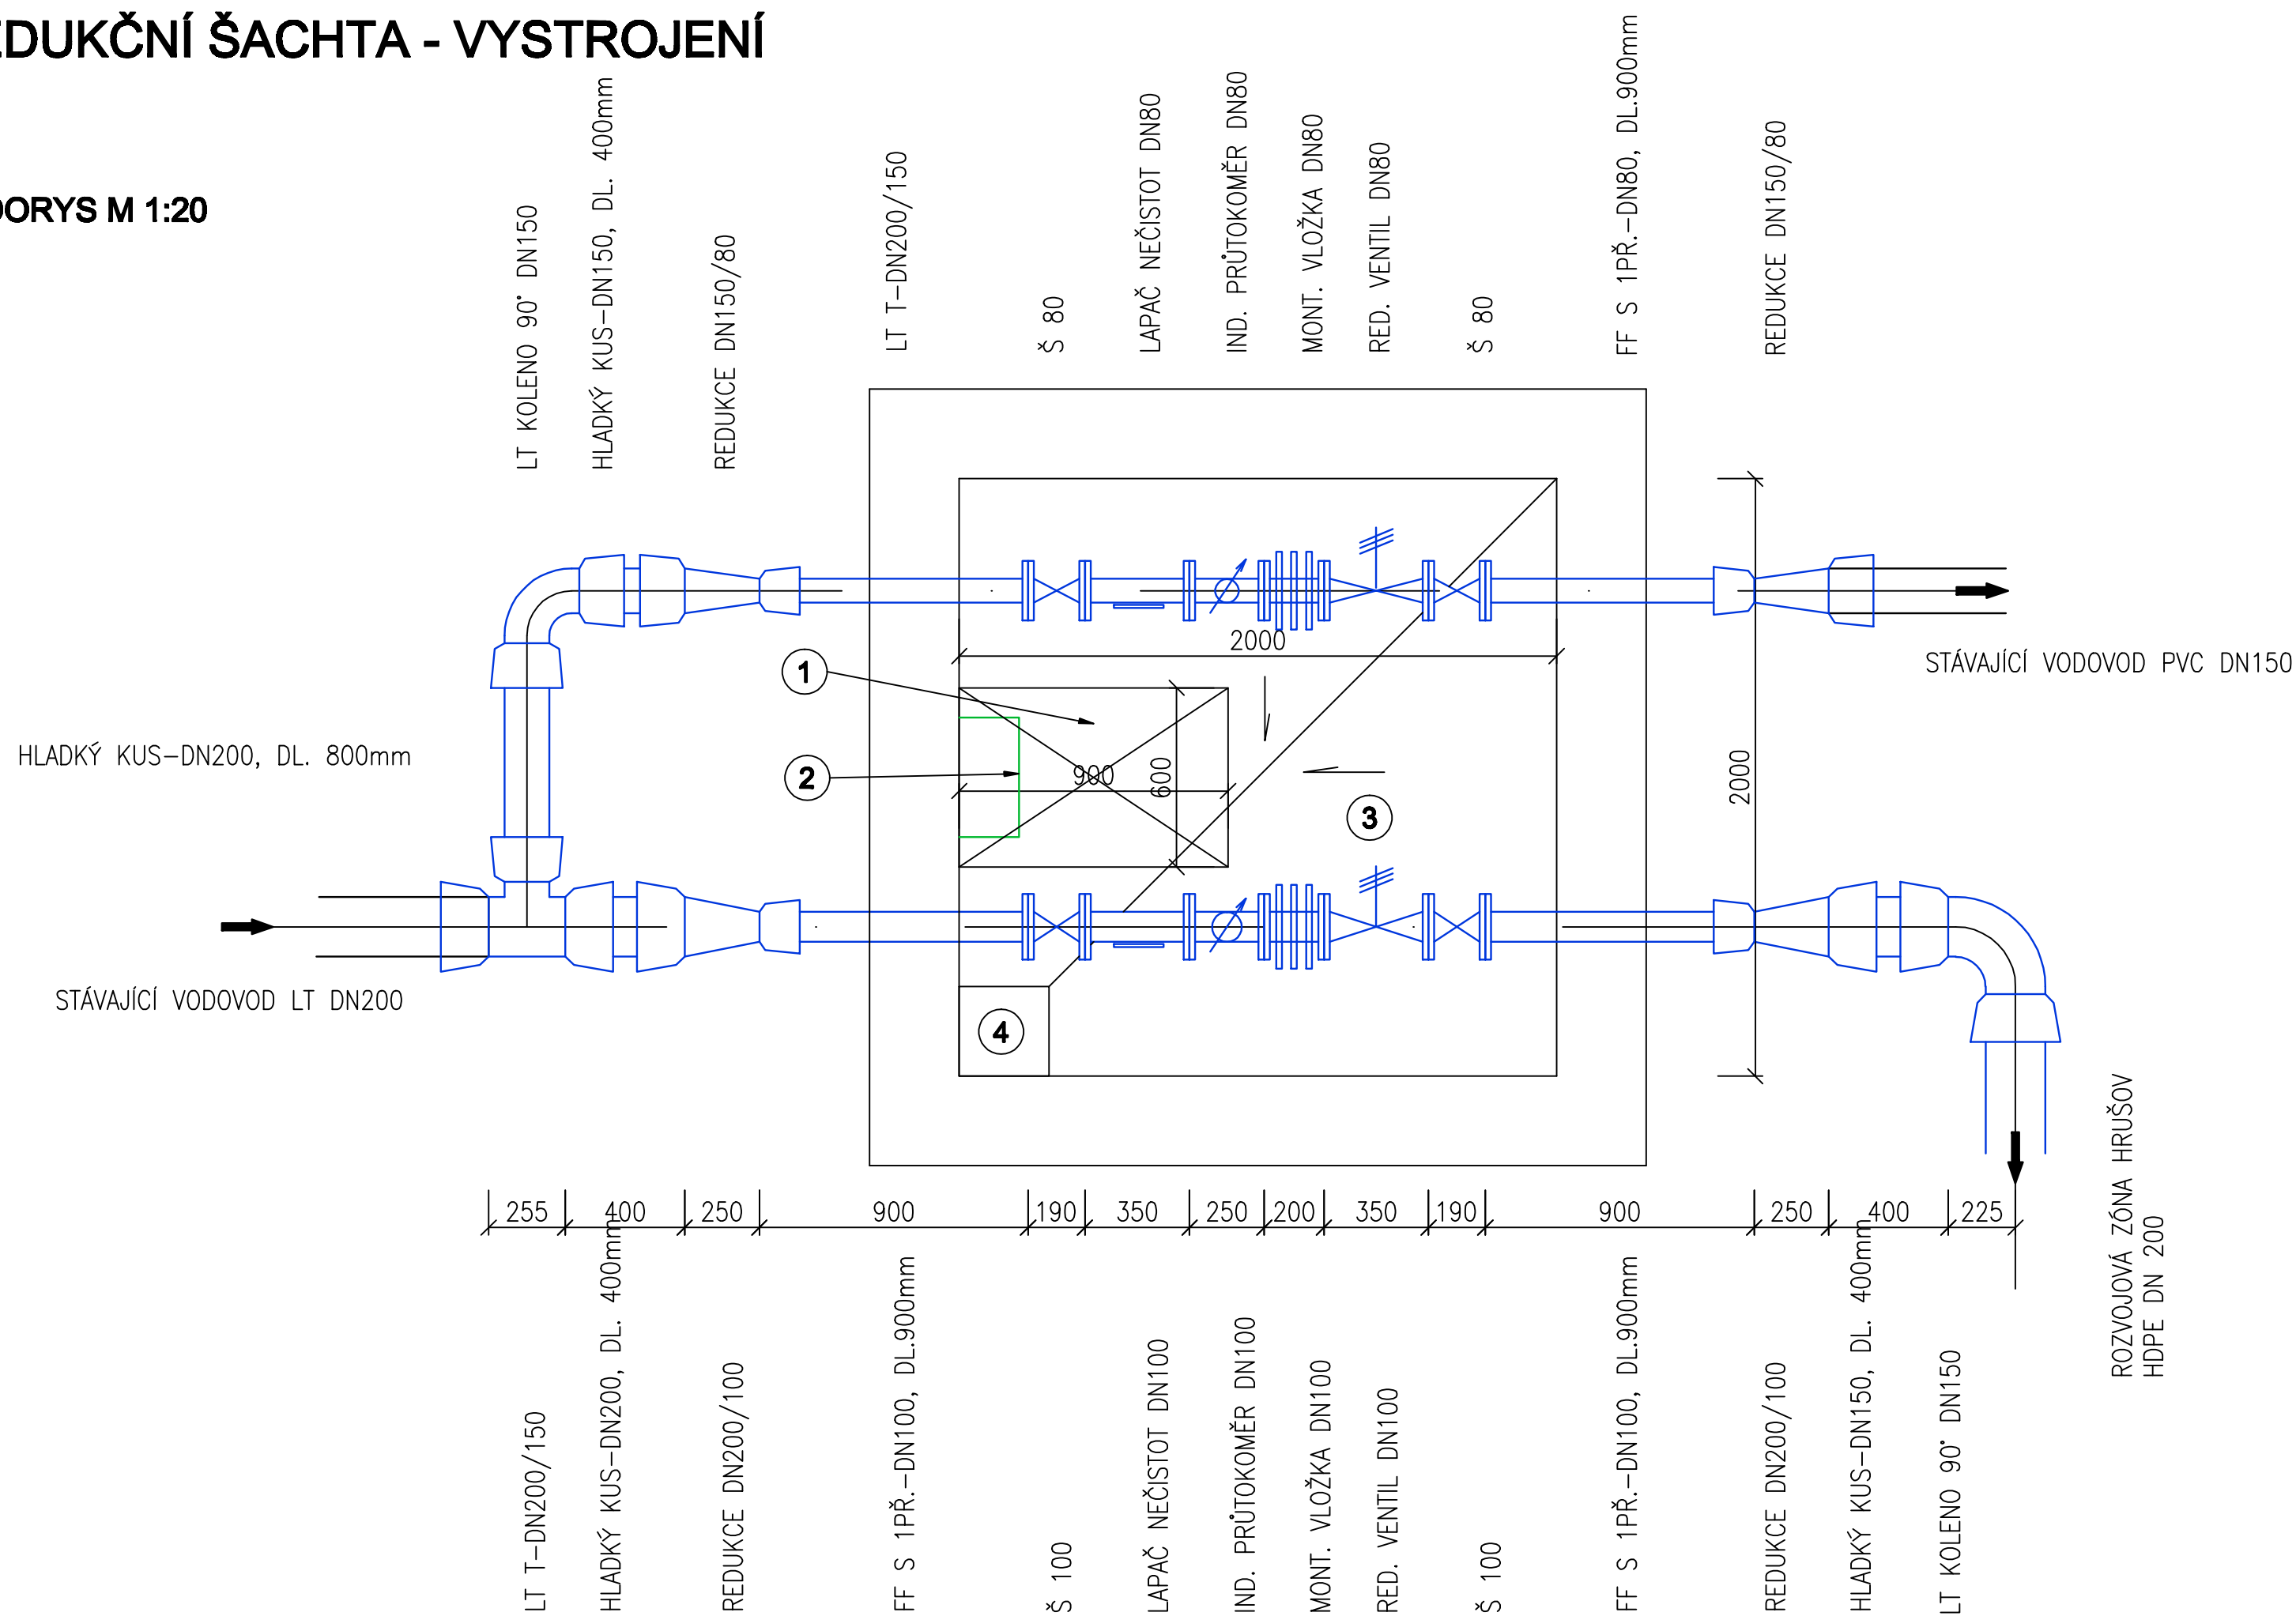 EDUKČNÍ ŠACHTA - VYSTROJENÍ
DORYS M 1:20
LT KOLENO 90° DN150
HLADKÝ KUS-DN150, DL. 400mm
REDUKCE DN150/80
LT T-DN200/150
Š 80
LAPAČ NEČISTOT DN80
IND. PRŮTOKOMĚR DN80
MONT. VLOŽKA DN80
RED. VENTIL DN80
Š 80
FF S 1PŘ.-DN80, DL.900mm
REDUKCE DN150/80
2000
STÁVAJÍCÍ VODOVOD PVC DN150
1
HLADKÝ KUS-DN200, DL. 800mm
2
900
600
3
2000
STÁVAJÍCÍ VODOVOD LT DN200
4
ROZVOJOVÁ ZÓNA HRUŠOV
HDPE DN 200
255 400 250 900 190 350 250 200 350 190 900 250 400 225
LT T-DN200/150
HLADKÝ KUS-DN200, DL. 400mm
REDUKCE DN200/100
FF S 1PŘ.-DN100, DL.900mm
Š 100
LAPAČ NEČISTOT DN100
IND. PRŮTOKOMĚR DN100
MONT. VLOŽKA DN100
RED. VENTIL DN100
Š 100
FF S 1PŘ.-DN100, DL.900mm
REDUKCE DN200/100
HLADKÝ KUS-DN150, DL. 400mm
LT KOLENO 90° DN150